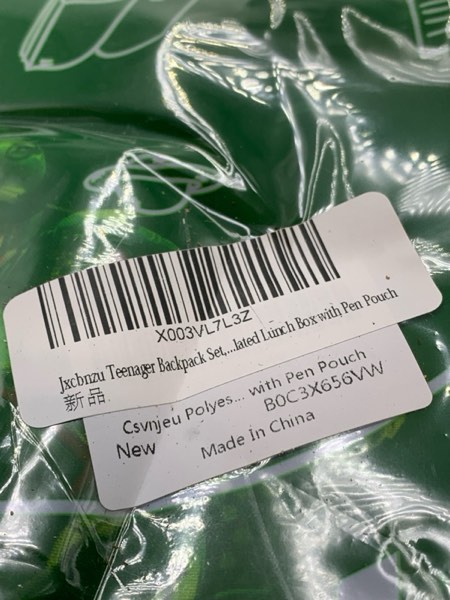 X003VL7L3Z
Jxcbnzu Teenager Backpack Set,...lated Lunch Box with Pen Pouch
新品
Csvnjeu Polyes... with Pen Pouch
B0C3X656VW
New
Made in China